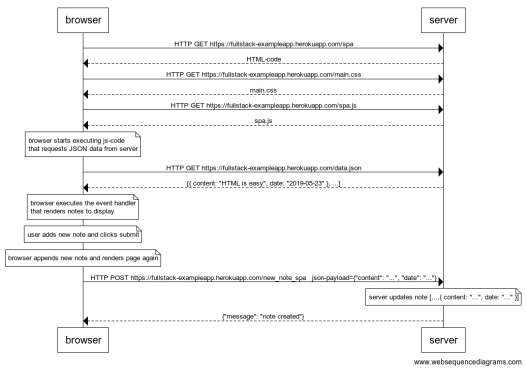 browser
server
HTTP GET https://fullstack-exampleapp.herokuapp.com/spa
HTML-code
HTTP GET https://fullstack-exampleapp.herokuapp.com/main.css
main.css
HTTP GET https://fullstack-exampleapp.herokuapp.com/spa.js
spa.js
browser starts executing js-code
that requests JSON data from server
HTTP GET https://fullstack-exampleapp.herokuapp.com/data.json
[{ content: "HTML is easy", date: "2019-05-23" }, ...]
browser executes the event handler
that renders notes to display
user adds new note and clicks submit
browser appends new note and renders page again
HTTP POST https://fullstack-exampleapp.herokuapp.com/new_note_spa json-payload={"content": "...", "date": "..."}
server updates note [...,{ content: "...", date: "..." }]
{"message": "note created"}
browser
server
www.websequencediagrams.com